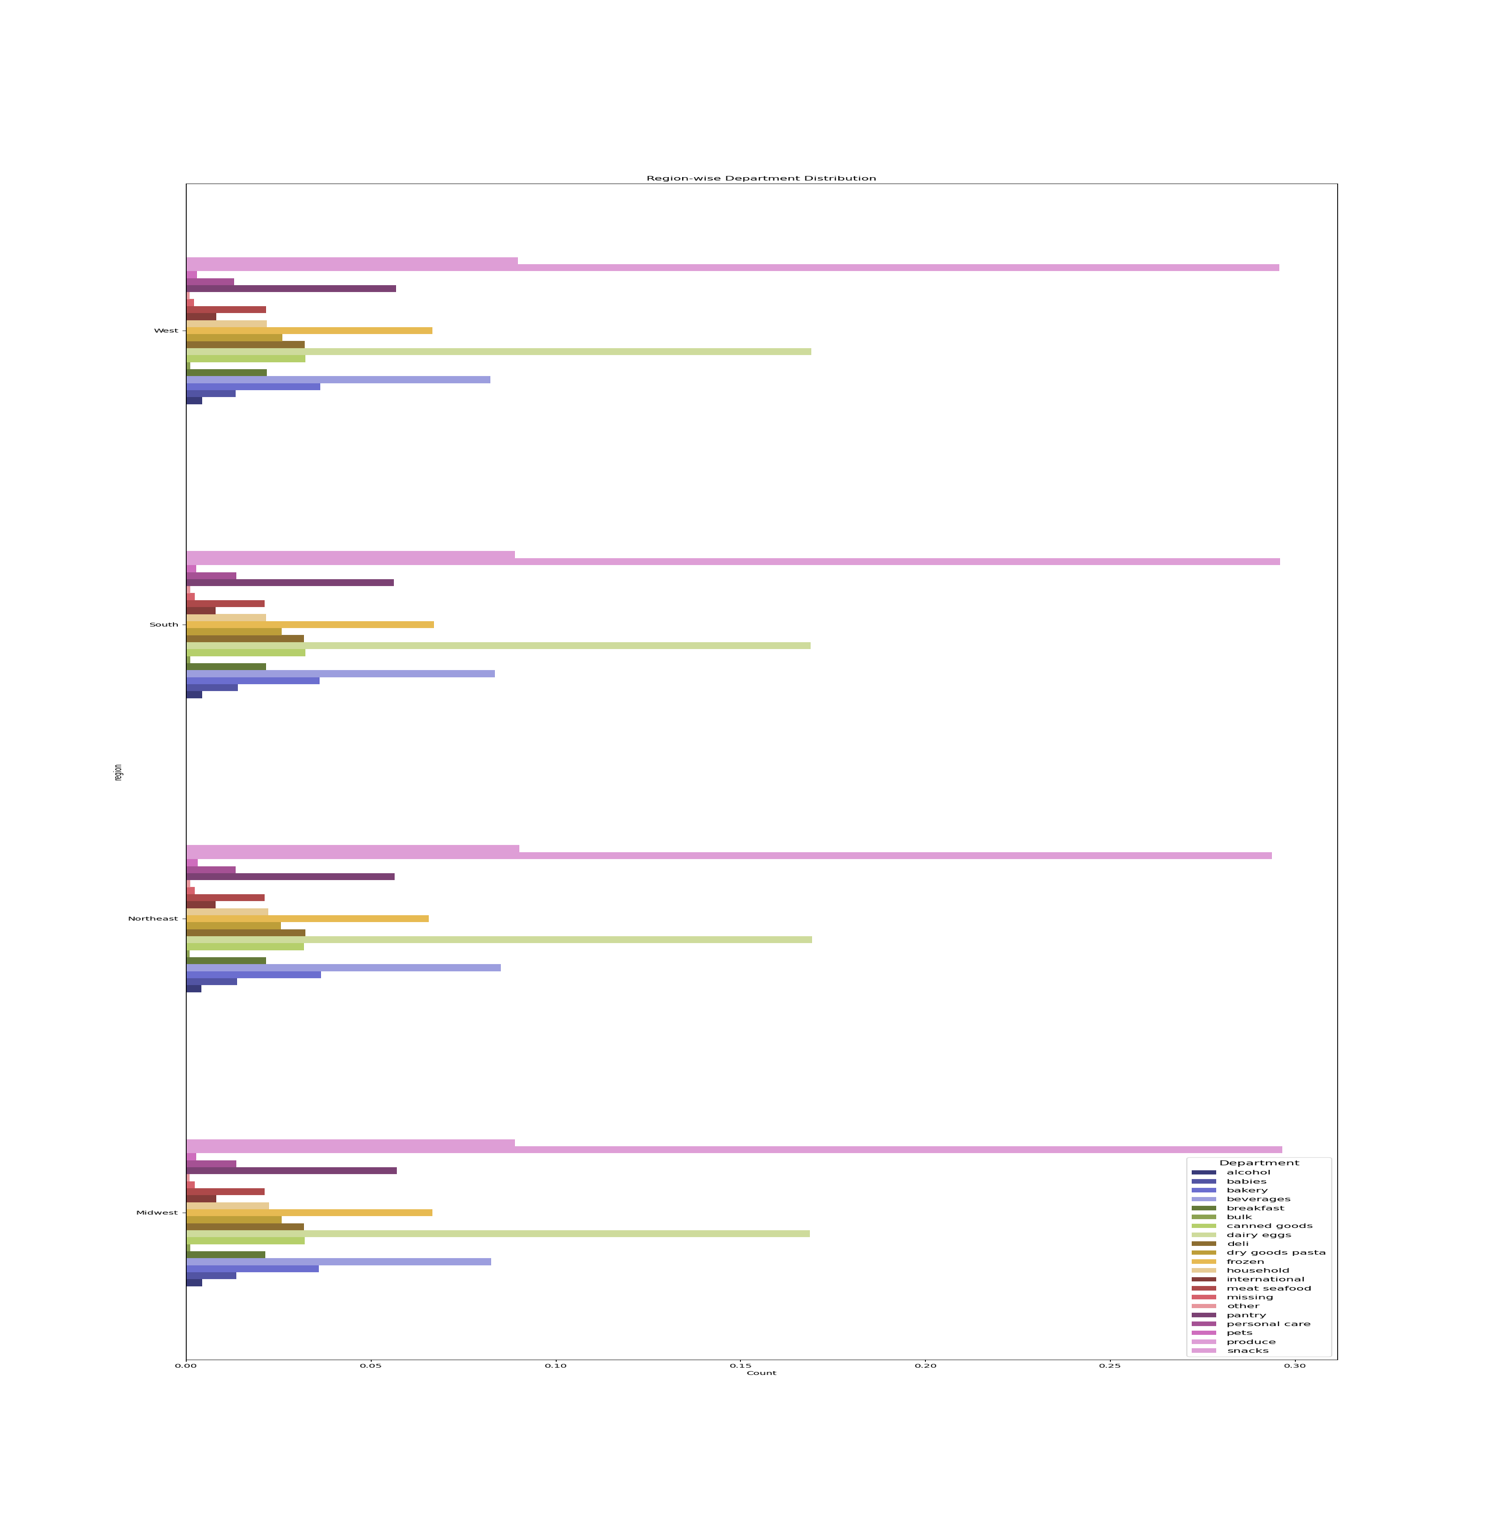 Region-wise Department Distribution
West
South
region
Northeast
Midwest
Department
alcohol
babies
bakery
beverages
breakfast
bulk
canned goods
dairy eggs
deli
dry goods pasta
frozen
household
international
meat seafood
missing
other
pantry
personal care
pets
produce
snacks
0.00 0.05 0.10 0.15 0.20 0.25 0.30
Count